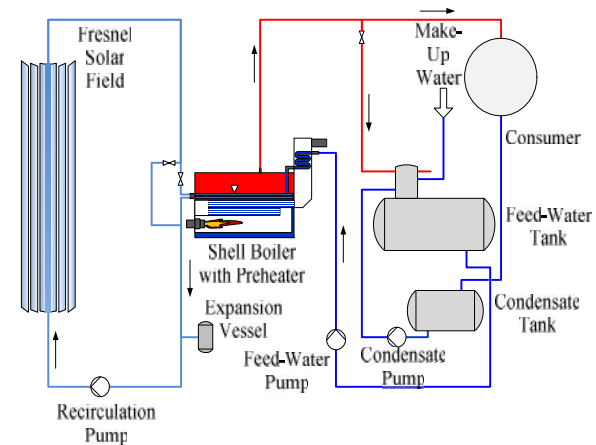 Fresnel
Solar
Field
Make-
Up
Water
Consumer
Feed-Water
Tank
Shell Boiler
with Preheater
Expansion
Vessel
Condensate
Tank
Feed-Water
Pump
Condensate
Pump
Recirculation
Pump